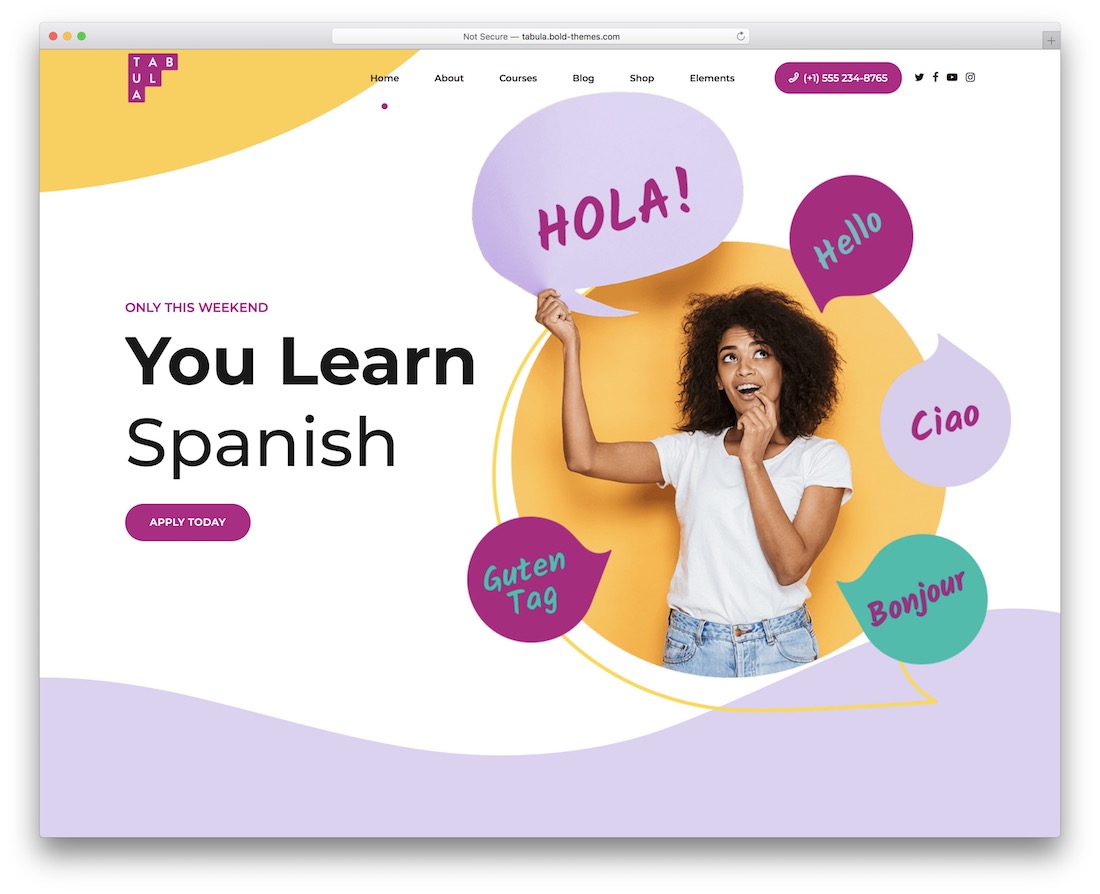 Not Secure — tabula.bold-themes.com
TAB
UL
A
Home
About
Courses
Blog
Shop
Elements
(+1) 555 234-8765
HOLA!
Hello
ONLY THIS WEEKEND
You Learn
Spanish
Ciao
APPLY TODAY
Guten
Tag
Bonjour